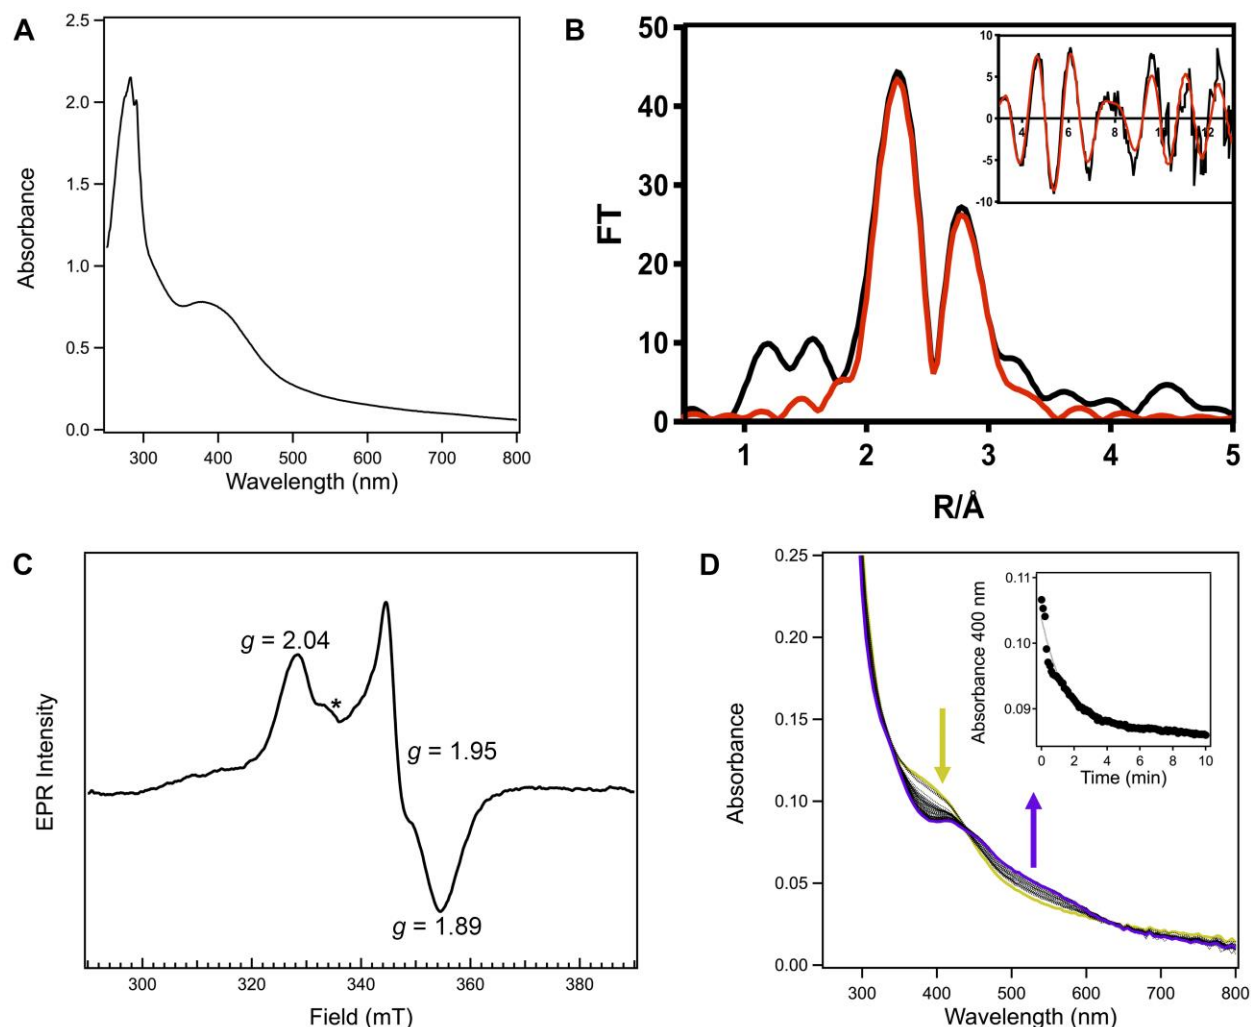 A
2.5
2.0
1.5
1.0
0.5
0.0
Absorbance
300 400 500 600 700 800
Wavelength (nm)
B
50
40
30
20
10
0
FT
1 2 3 4 5
R/Å
10
5
0
-5
-10
4 6 8 1 12
C
g = 2.04
*
g = 1.95
g = 1.89
EPR Intensity
300 320 340 360 380
Field (mT)
D
0.25
0.20
0.15
0.10
0.05
0.00
Absorbance
300 400 500 600 700 800
Wavelength (nm)
0.11
0.10
0.09
Absorbance 400 nm
0 2 4 6 8 10
Time (min)